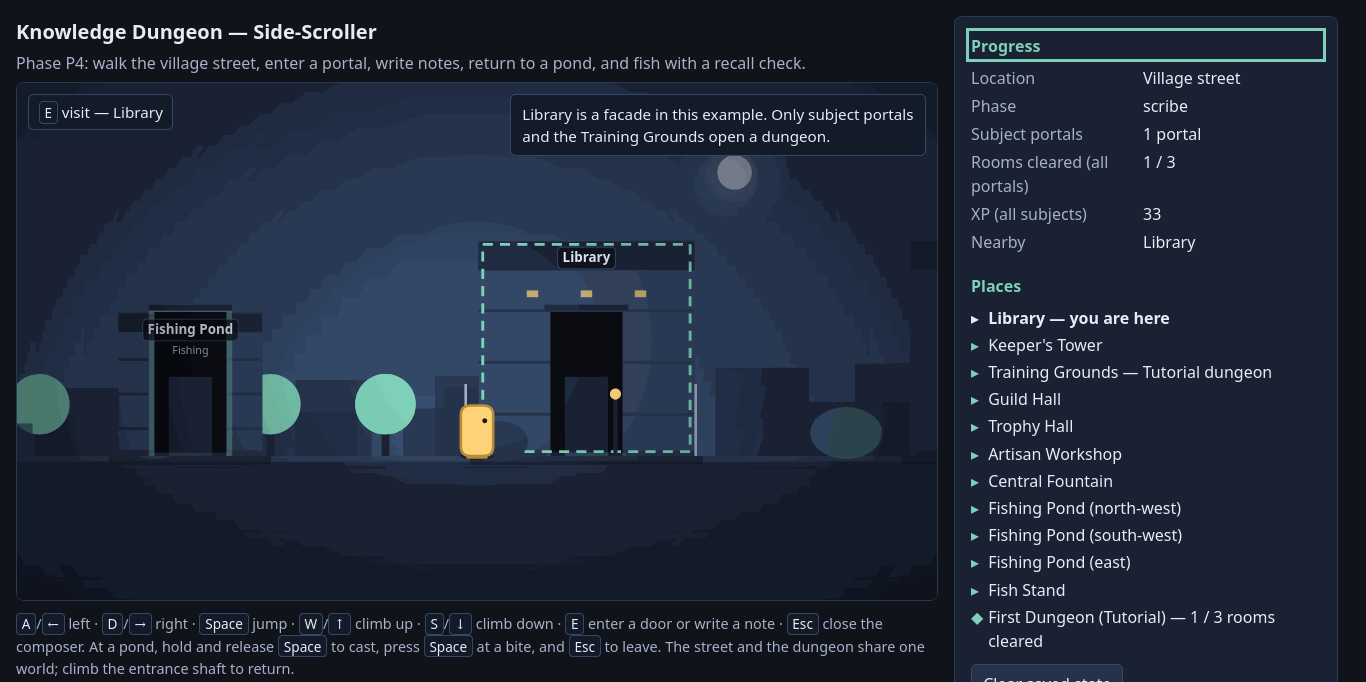 Knowledge Dungeon — Side-Scroller
Phase P4: walk the village street, enter a portal, write notes, return to a pond, and fish with a recall check.
E visit — Library
Library is a facade in this example. Only subject portals
and the Training Grounds open a dungeon.
Library
Fishing Pond
Fishing
A/← left · D/→ right · Space jump · W/↑ climb up · S/↓ climb down · E enter a door or write a note · Esc close the
composer. At a pond, hold and release Space to cast, press Space at a bite, and Esc to leave. The street and the dungeon share one
world; climb the entrance shaft to return.
Progress
Location Village street
Phase scribe
Subject portals 1 portal
Rooms cleared (all 1 / 3
portals)
XP (all subjects) 33
Nearby Library
Places
▸ Library — you are here
▸ Keeper's Tower
▸ Training Grounds — Tutorial dungeon
▸ Guild Hall
▸ Trophy Hall
▸ Artisan Workshop
▸ Central Fountain
▸ Fishing Pond (north-west)
▸ Fishing Pond (south-west)
▸ Fishing Pond (east)
▸ Fish Stand
◆ First Dungeon (Tutorial) — 1 / 3 rooms
cleared
Clear saved state